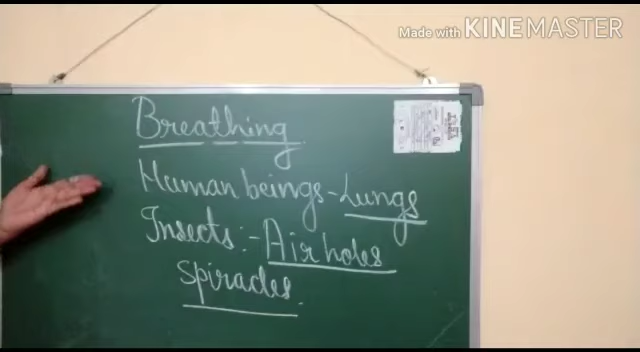 Made with KINEMASTER
Breathing
Human beings - Lungs
Insects :- Air holes
Spiracles.